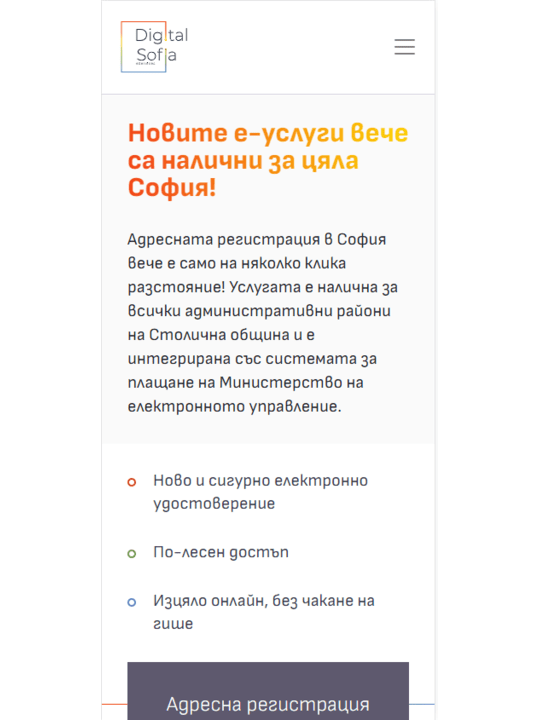 Digital
Sofia
Новите е-услуги вече
са налични за цяла
София!
Адресната регистрация в София
вече е само на няколко клика
разстояние! Услугата е налична за
всички административни райони
на Столична община и е
интегрирана със системата за
плащане на Министерство на
електронното управление.
Ново и сигурно електронно
удостоверение
По-лесен достъп
Изцяло онлайн, без чакане на
гише
Адресна регистрация